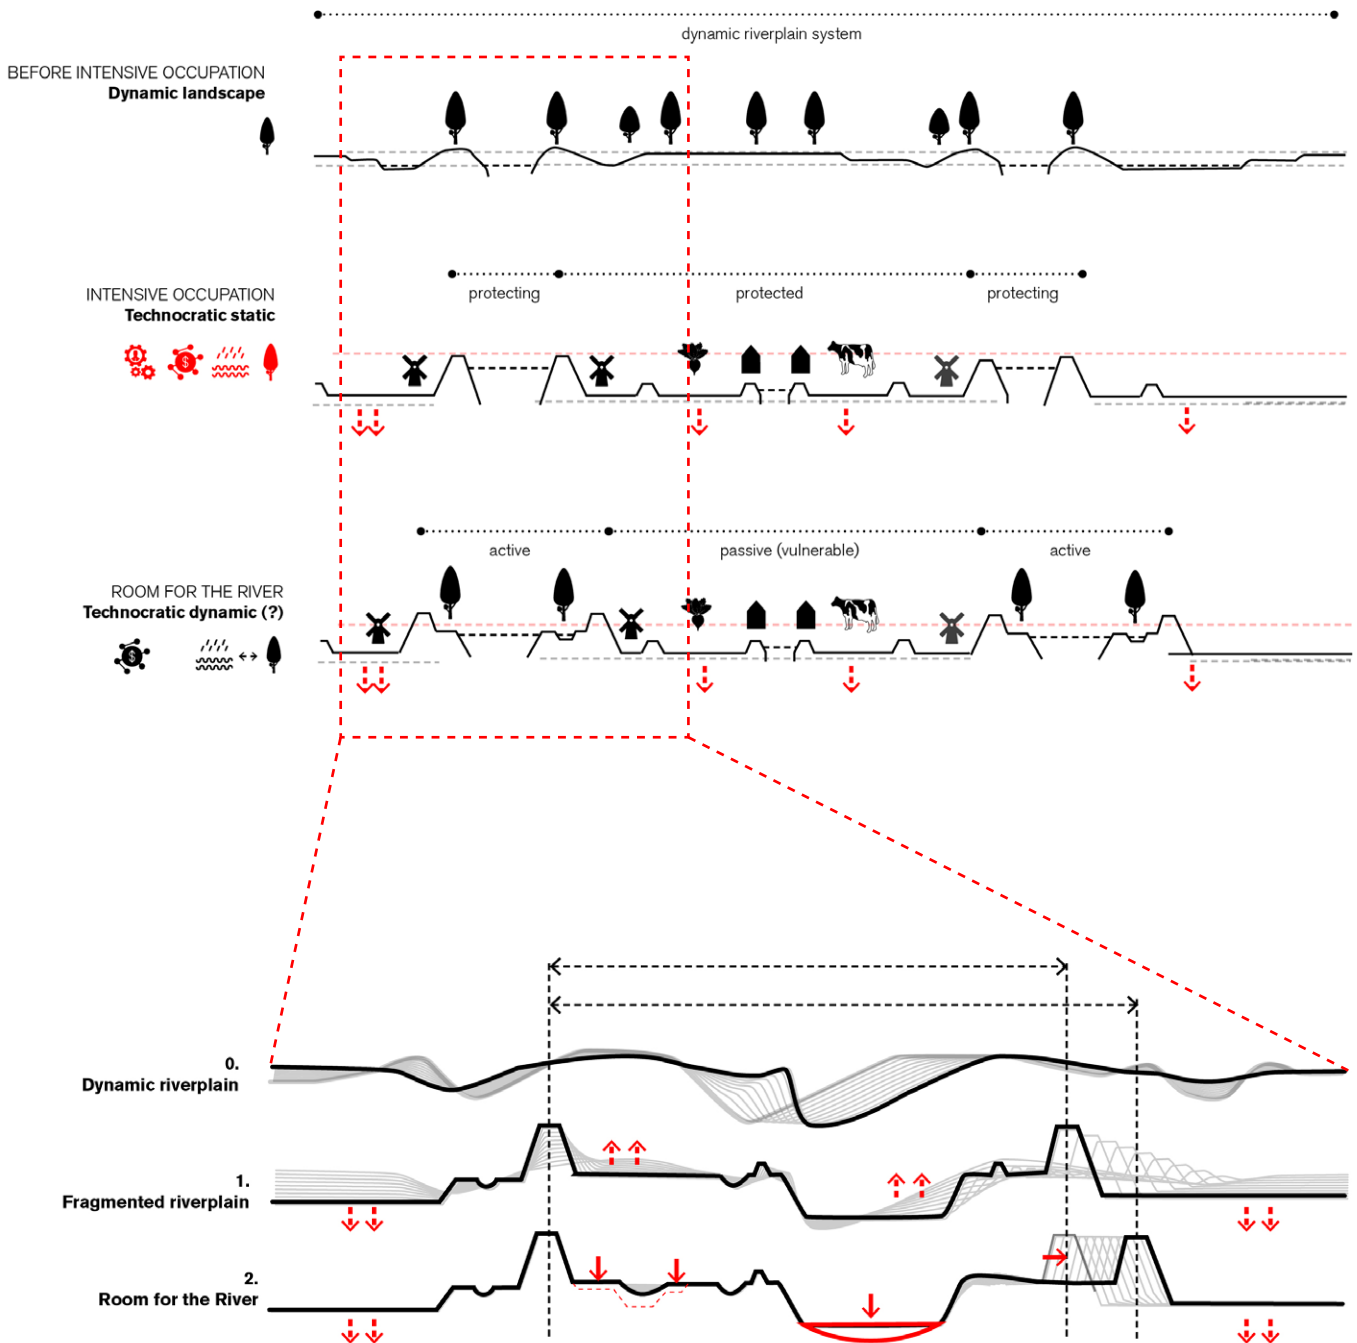 dynamic riverplain system
BEFORE INTENSIVE OCCUPATION
Dynamic landscape
INTENSIVE OCCUPATION
Technocratic static
protecting
protected
protecting
$
active
passive (vulnerable)
active
ROOM FOR THE RIVER
Technocratic dynamic (?)
$
0.
Dynamic riverplain
1.
Fragmented riverplain
2.
Room for the River